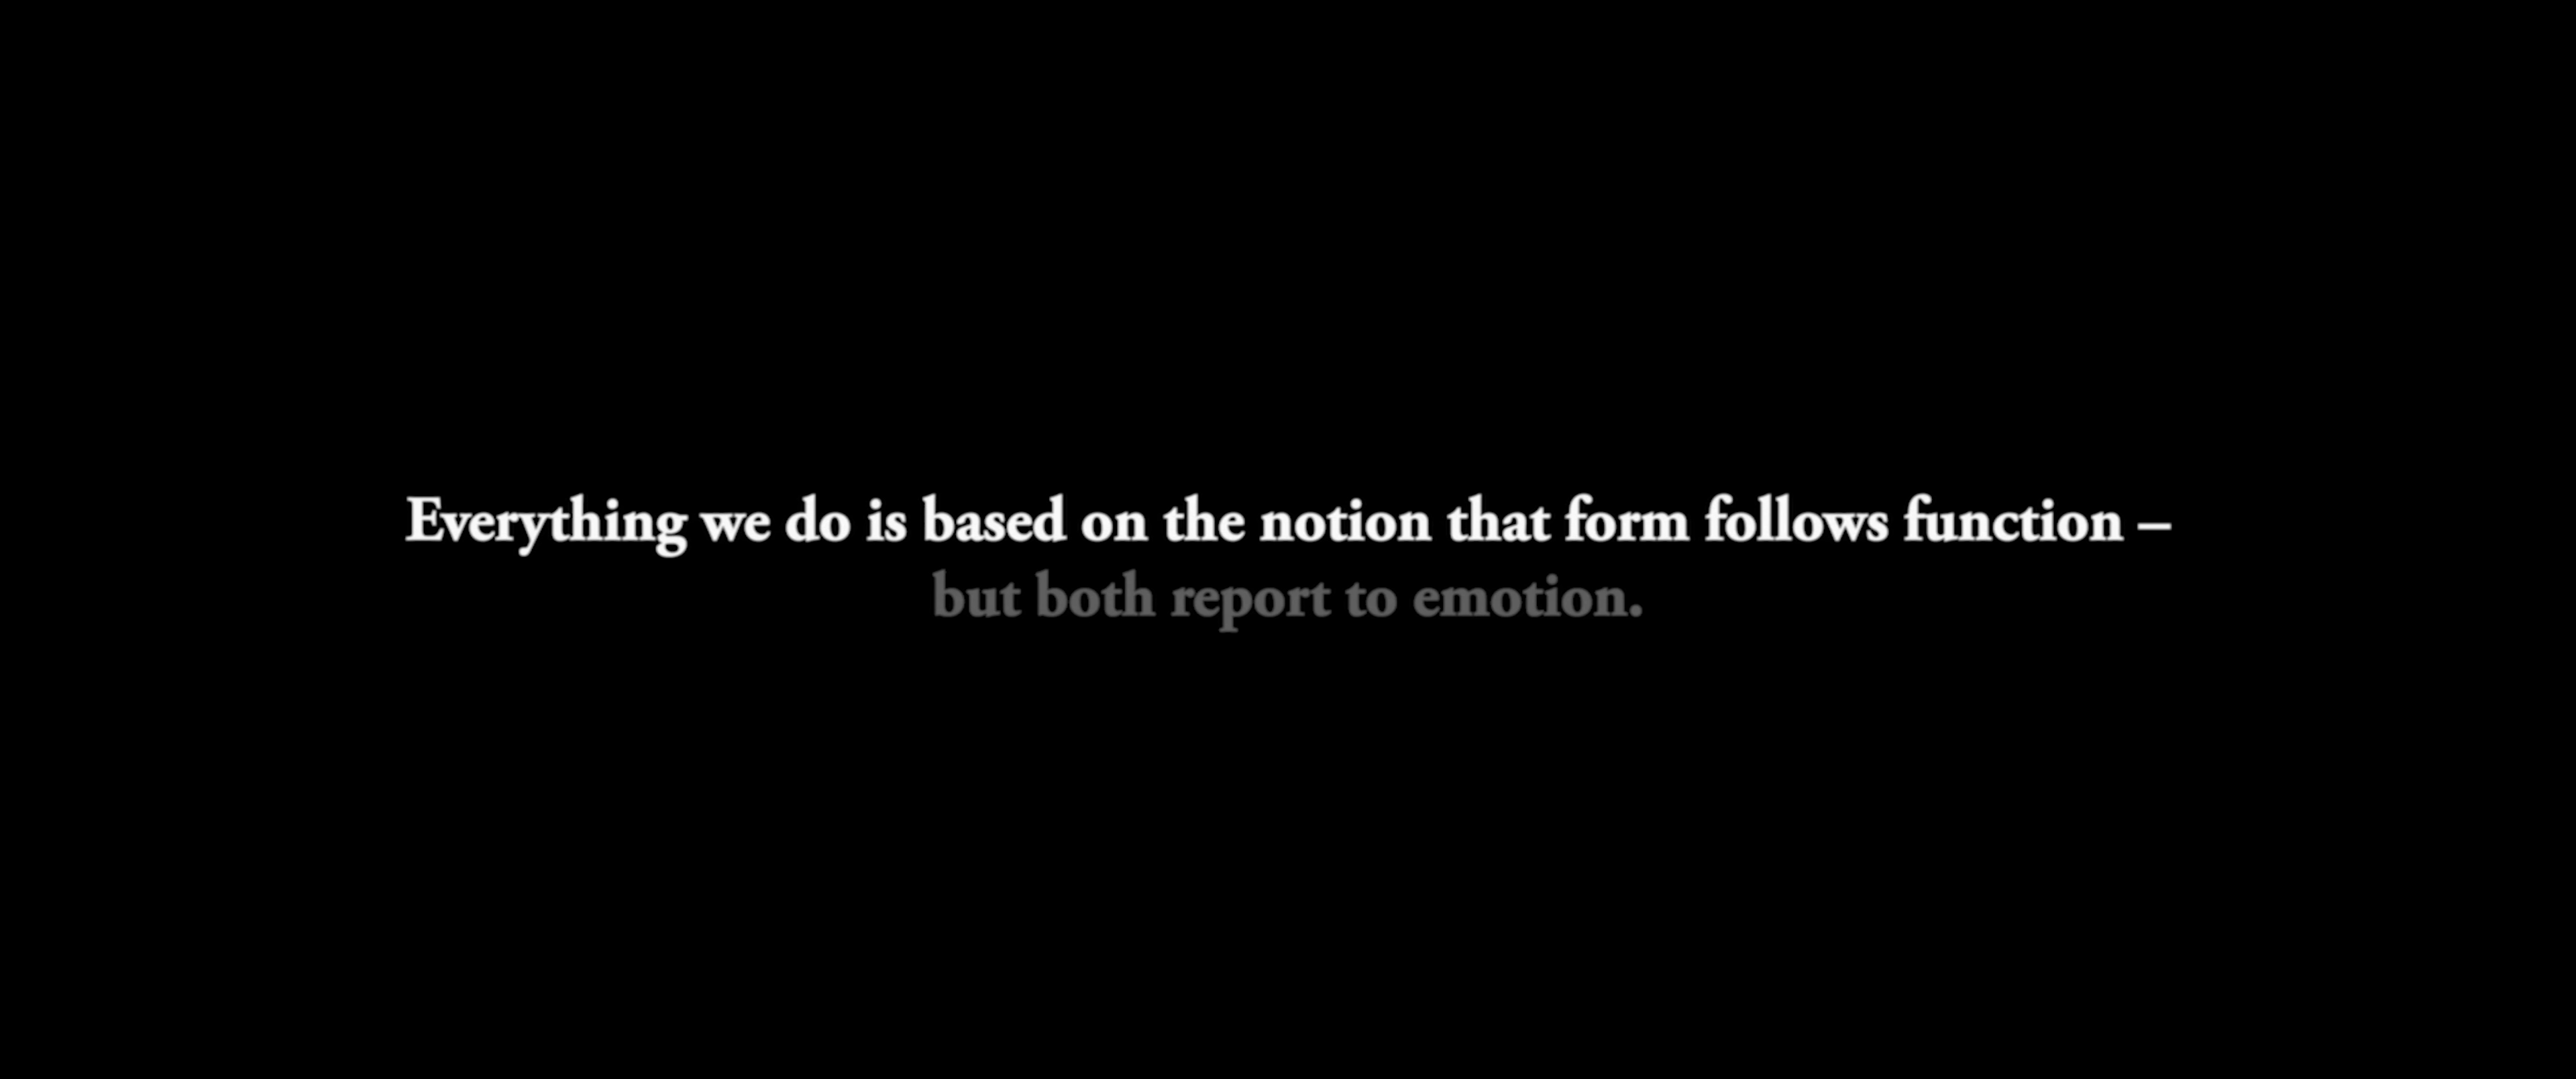 Everything we do is based on the notion that form follows function –
but both report to emotion.